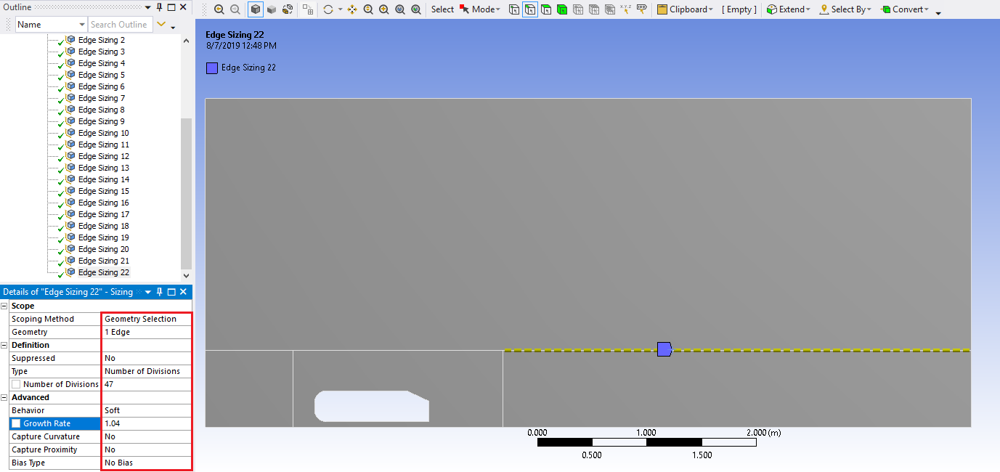 Outline
Name Search Outline
Edge Sizing 2
Edge Sizing 3
Edge Sizing 4
Edge Sizing 5
Edge Sizing 6
Edge Sizing 7
Edge Sizing 8
Edge Sizing 9
Edge Sizing 10
Edge Sizing 11
Edge Sizing 12
Edge Sizing 13
Edge Sizing 14
Edge Sizing 15
Edge Sizing 16
Edge Sizing 17
Edge Sizing 18
Edge Sizing 19
Edge Sizing 20
Edge Sizing 21
Edge Sizing 22
Details of "Edge Sizing 22" - Sizing
Scope
Scoping Method Geometry Selection
Geometry 1 Edge
Definition
Suppressed No
Type Number of Divisions
Number of Divisions 47
Advanced
Behavior Soft
Growth Rate 1.04
Capture Curvature No
Capture Proximity No
Bias Type No Bias
Select Mode X,Y,Z Clipboard [ Empty ] Extend Select By Convert
Edge Sizing 22
8/7/2019 12:48 PM
Edge Sizing 22
0.000 1.000 2.000 (m)
0.500 1.500